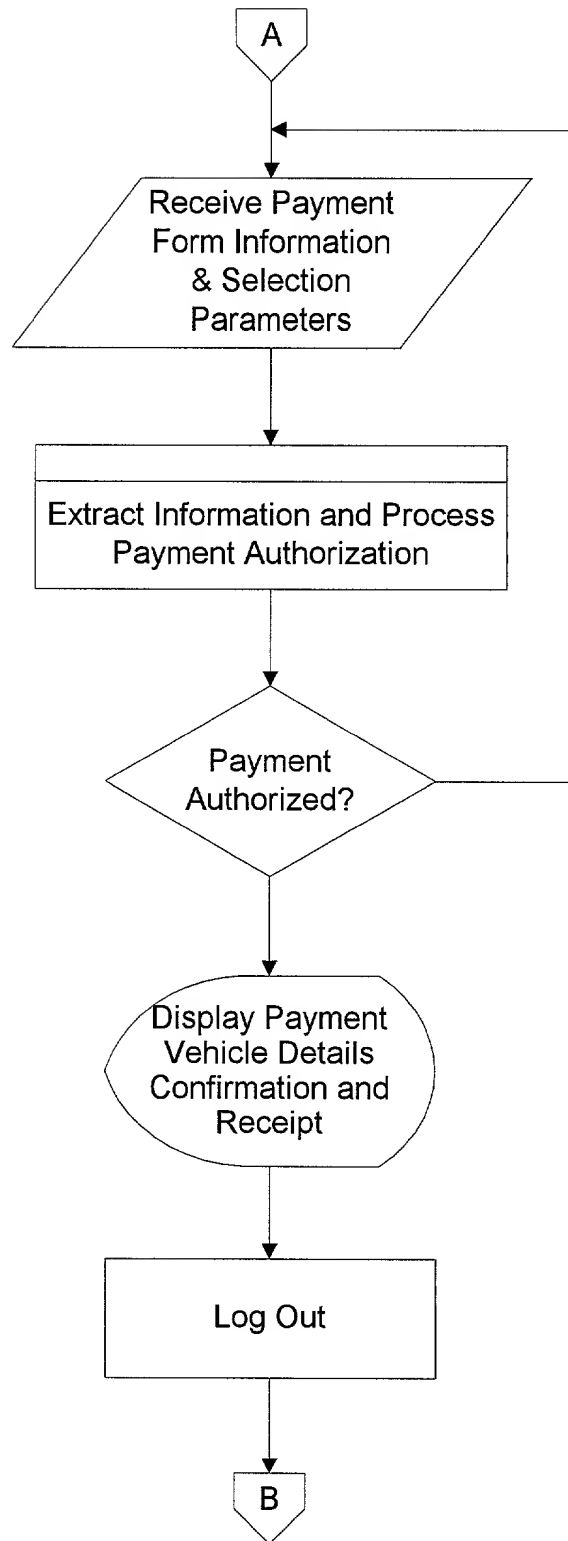 A
Receive Payment
Form Information
& Selection
Parameters
Extract Information and Process
Payment Authorization
Payment
Authorized?
Display Payment
Vehicle Details
Confirmation and
Receipt
Log Out
B